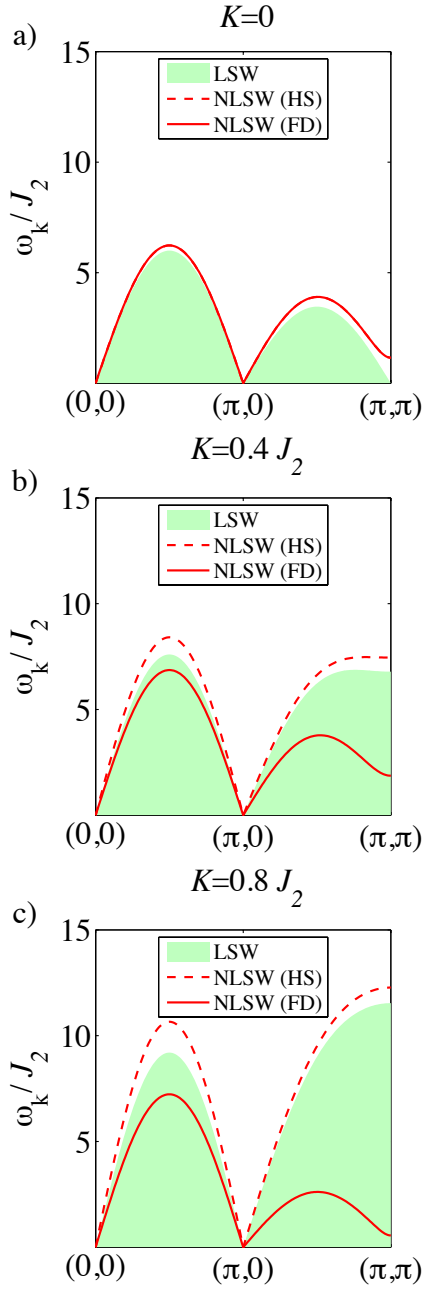 K=0
a)
15
LSW
NLSW (HS)
NLSW (FD)
10
ω_k/J_2
5
(0,0) (π,0) (π,π)
K=0.4 J_2
b)
15
LSW
NLSW (HS)
NLSW (FD)
10
ω_k/J_2
5
(0,0) (π,0) (π,π)
K=0.8 J_2
c)
15
LSW
NLSW (HS)
NLSW (FD)
10
ω_k/J_2
5
(0,0) (π,0) (π,π)